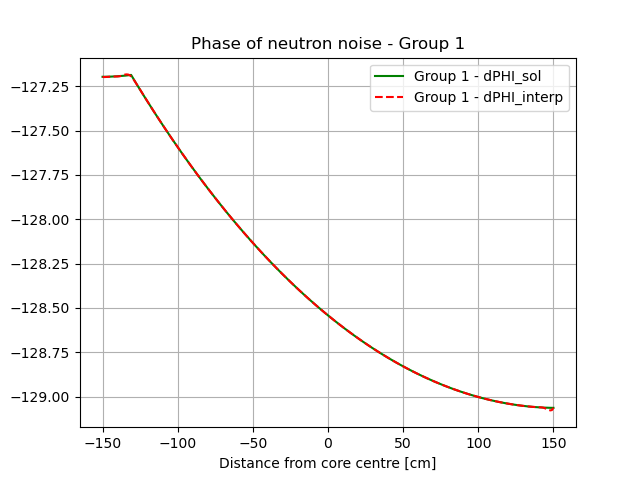 Phase of neutron noise - Group 1
Group 1 - dPHI_sol
Group 1 - dPHI_interp
−127.25
−127.50
−127.75
−128.00
−128.25
−128.50
−128.75
−129.00
−150 −100 −50 0 50 100 150
Distance from core centre [cm]